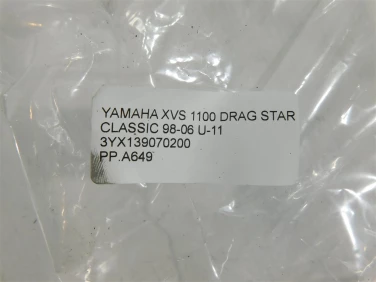 YAMAHA XVS 1100 DRAG STAR
CLASSIC 98-06 U-11
3YX139070200
PP.A649